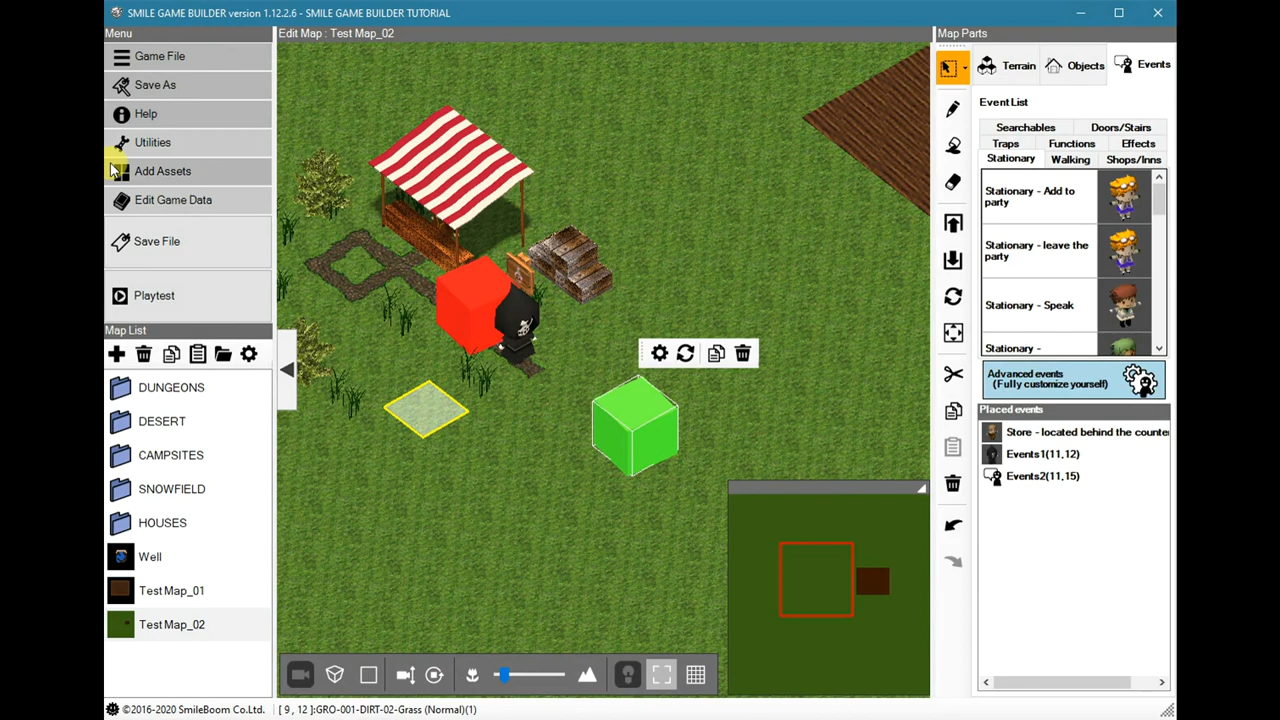 SMILE GAME BUILDER version 1.12.2.6 - SMILE GAME BUILDER TUTORIAL
Menu
Game File
Save As
Help
Utilities
Add Assets
Edit Game Data
Save File
Playtest
Map List
DUNGEONS
DESERT
CAMPSITES
SNOWFIELD
HOUSES
Well
Test Map_01
Test Map_02
Edit Map : Test Map_02
Map Parts
Terrain
Objects
Events
Event List
Searchables
Doors/Stairs
Traps
Functions
Effects
Stationary
Walking
Shops/Inns
Stationary - Add to
party
Stationary - leave the
party
Stationary - Speak
Stationary -
Advanced events
(Fully customize yourself)
Placed events
Store - located behind the counte
Events1(11,12)
Events2(11,15)
©2016-2020 SmileBoom Co.Ltd.
[ 9 , 12 ]:GRO-001-DIRT-02-Grass (Normal)(1)